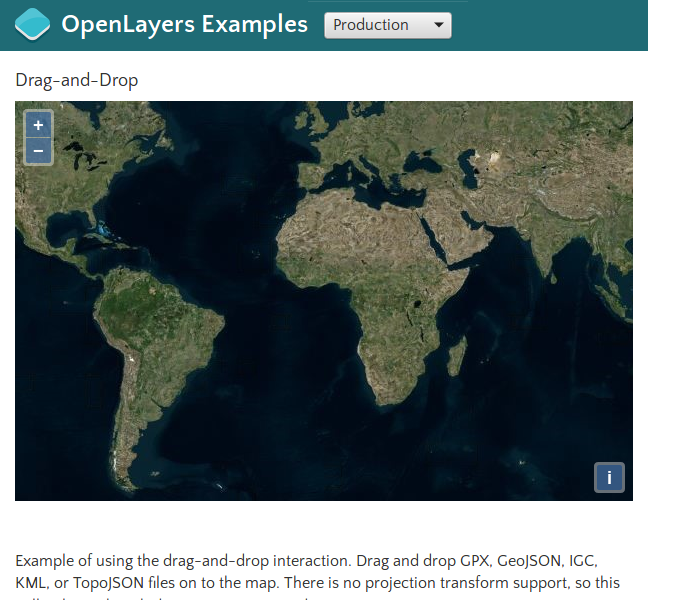 OpenLayers Examples
Production
Drag-and-Drop
+
–
i
Example of using the drag-and-drop interaction. Drag and drop GPX, GeoJSON, IGC,
KML, or TopoJSON files on to the map. There is no projection transform support, so this